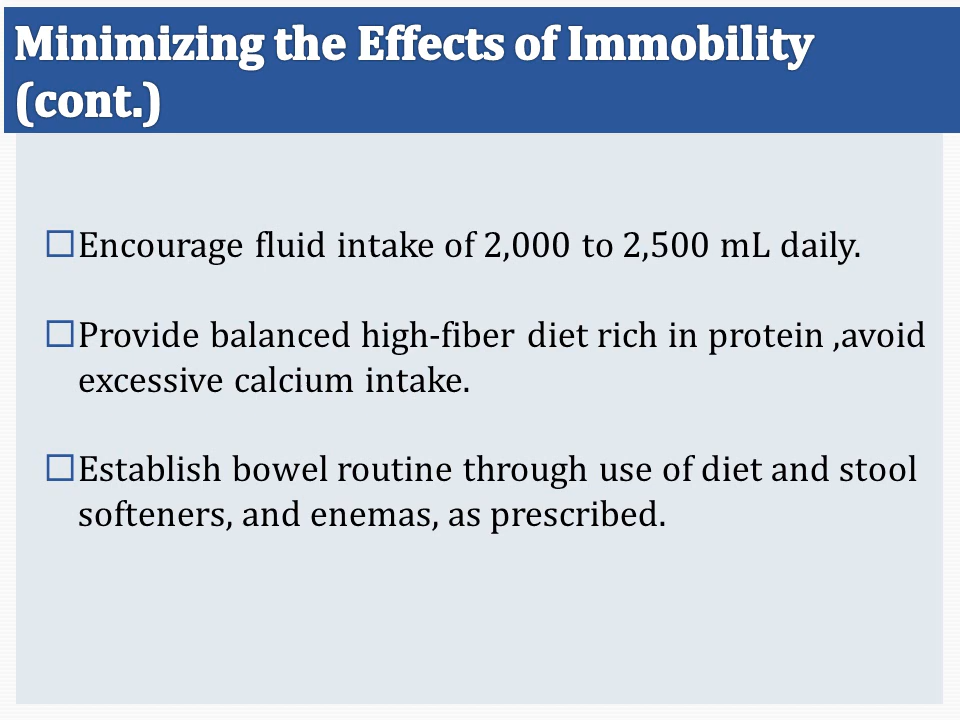 Minimizing the Effects of Immobility
(cont.)
☐Encourage fluid intake of 2,000 to 2,500 mL daily.
☐Provide balanced high-fiber diet rich in protein ,avoid
excessive calcium intake.
☐Establish bowel routine through use of diet and stool
softeners, and enemas, as prescribed.